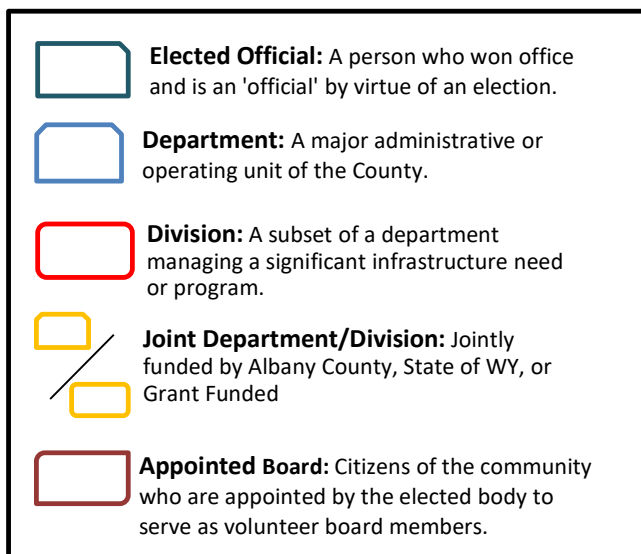 Elected Official: A person who won office
and is an 'official' by virtue of an election.
Department: A major administrative or
operating unit of the County.
Division: A subset of a department
managing a significant infrastructure need
or program.
Joint Department/Division: Jointly
funded by Albany County, State of WY, or
Grant Funded
Appointed Board: Citizens of the community
who are appointed by the elected body to
serve as volunteer board members.